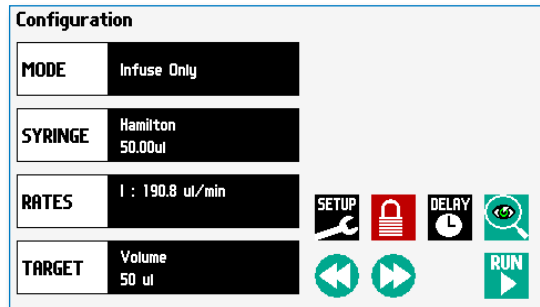 Configuration
MODE
Infuse Only
SYRINGE
Hamilton
50.00ul
RATES
I : 190.8 ul/min
TARGET
Volume
50 ul
SETUP
DELAY
RUN